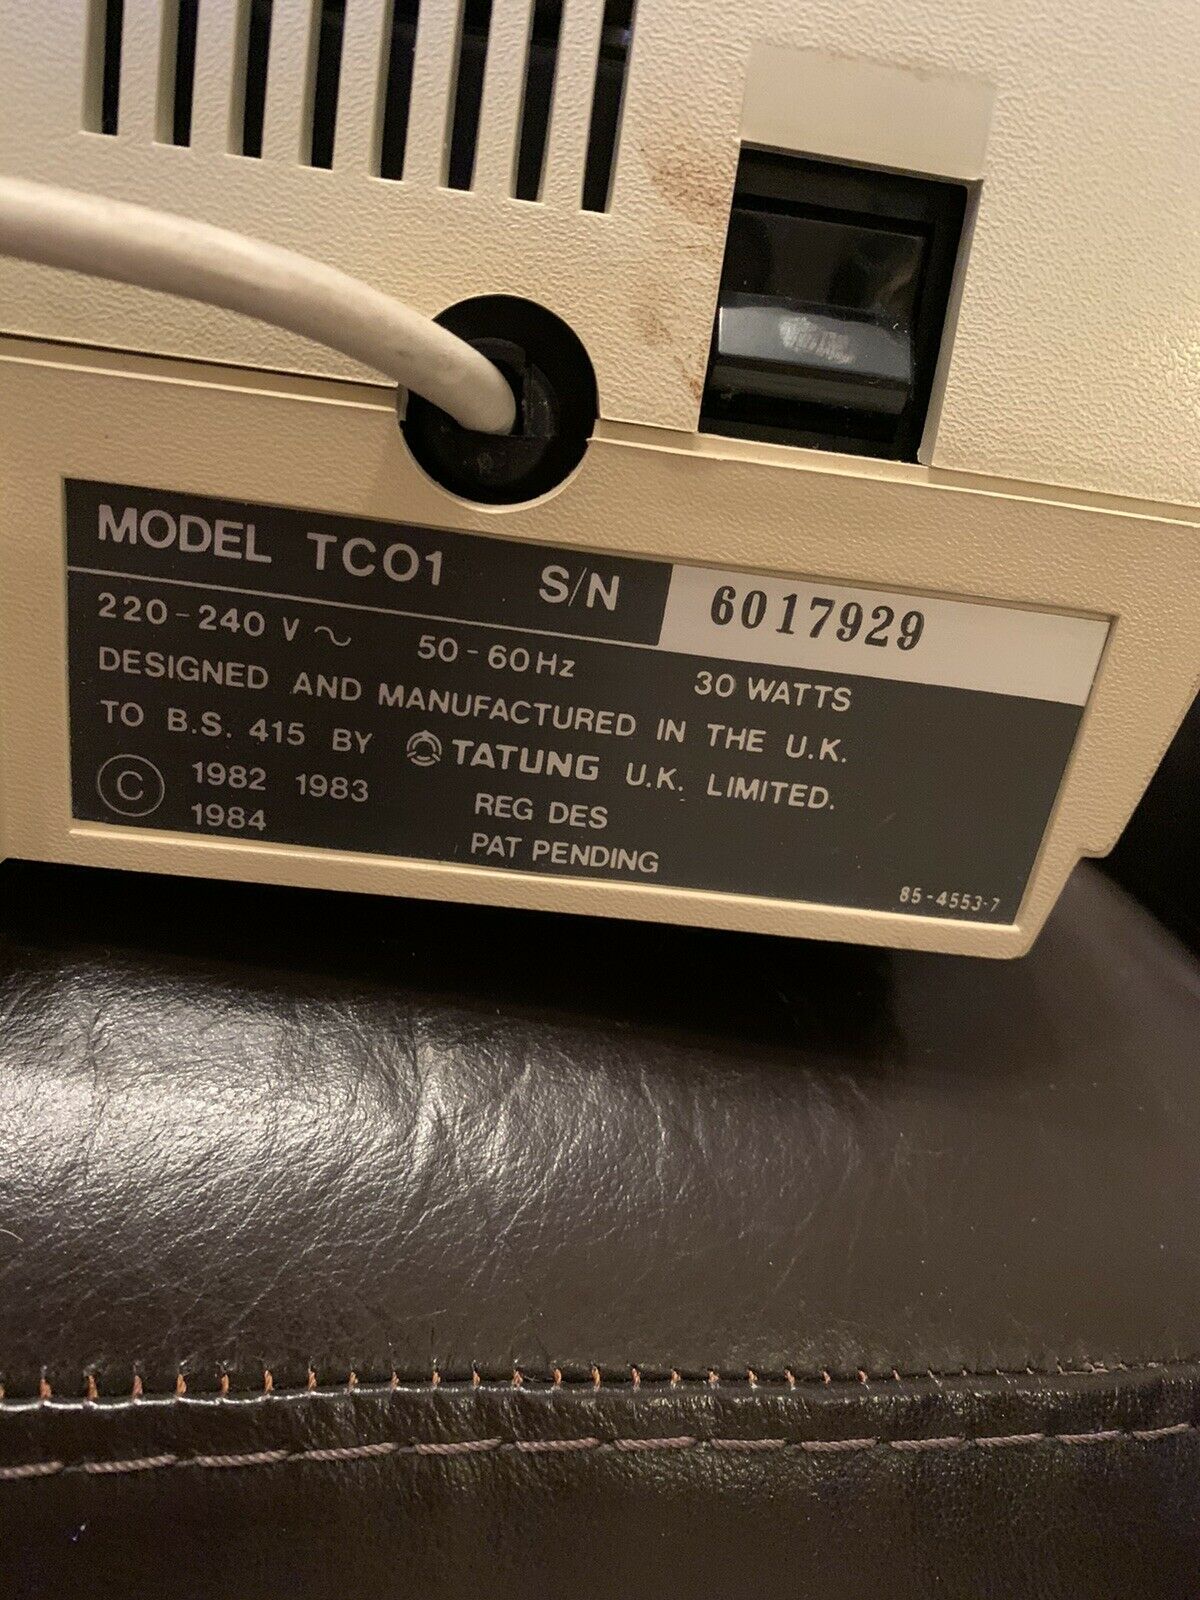 MODEL TC01 S/N 6017929
220-240 V ~ 50-60Hz 30 WATTS
DESIGNED AND MANUFACTURED IN THE U.K.
TO B.S. 415 BY TATUNG U.K. LIMITED.
© 1982 1983 REG DES
1984 PAT PENDING
85-4553-7